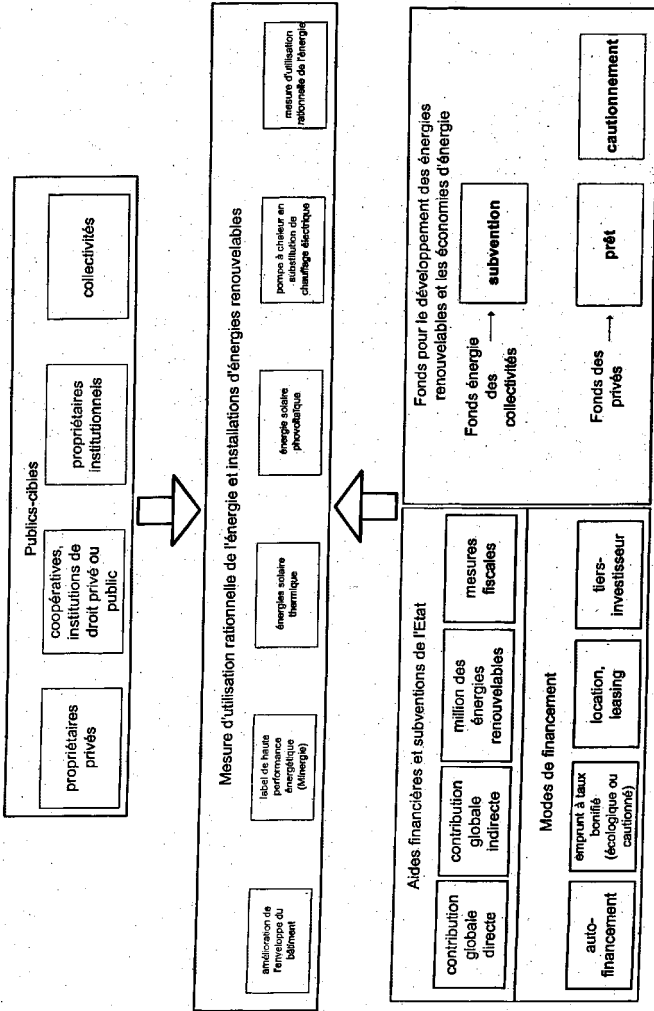 Publics-cibles
propriétaires
privés
coopératives,
institutions de
droit privé ou
public
propriétaires
institutionnels
collectivités
Mesure d'utilisation rationnelle de l'énergie et installations d'énergies renouvelables
amélioration de
l'enveloppe du
bâtiment
label de haute
performance
énergétique
(Minergie)
énergies solaire
thermique
énergie solaire
photovoltaïque
pompe à chaleur en
substitution de
chauffage électrique
mesure d'utilisation
rationnelle de l'énergie
Aides financières et subventions de l'Etat
contribution
globale
directe
contribution
globale
indirecte
million des
énergies
renouvelables
mesures
fiscales
Modes de financement
auto-
financement
emprunt à taux
bonifié
(écologique ou
cautionné)
location,
leasing
tiers-
investisseur
Fonds pour le développement des énergies
renouvelables et les économies d'énergie
Fonds énergie
des
collectivités
subvention
Fonds des
privés
prêt
cautionnement